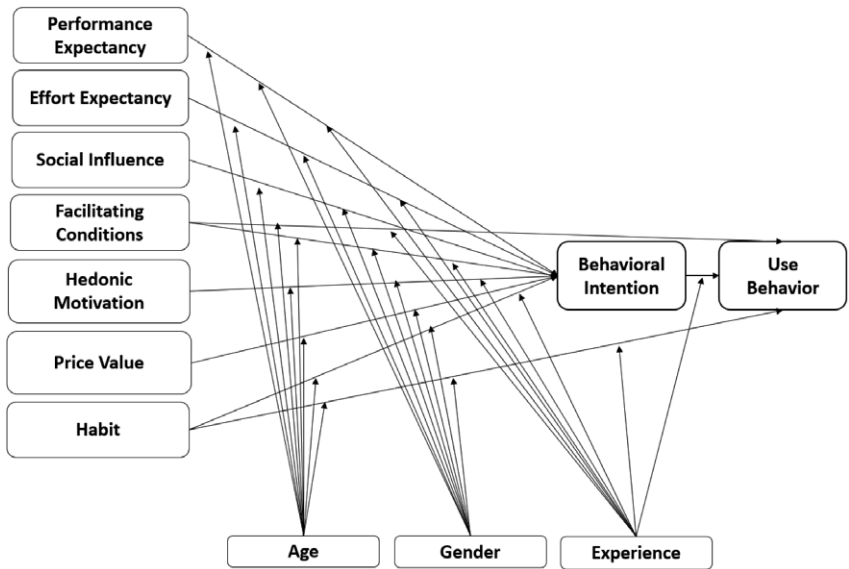 Performance
Expectancy
Effort Expectancy
Social Influence
Facilitating
Conditions
Hedonic
Motivation
Price Value
Habit
Behavioral
Intention
Use
Behavior
Age
Gender
Experience